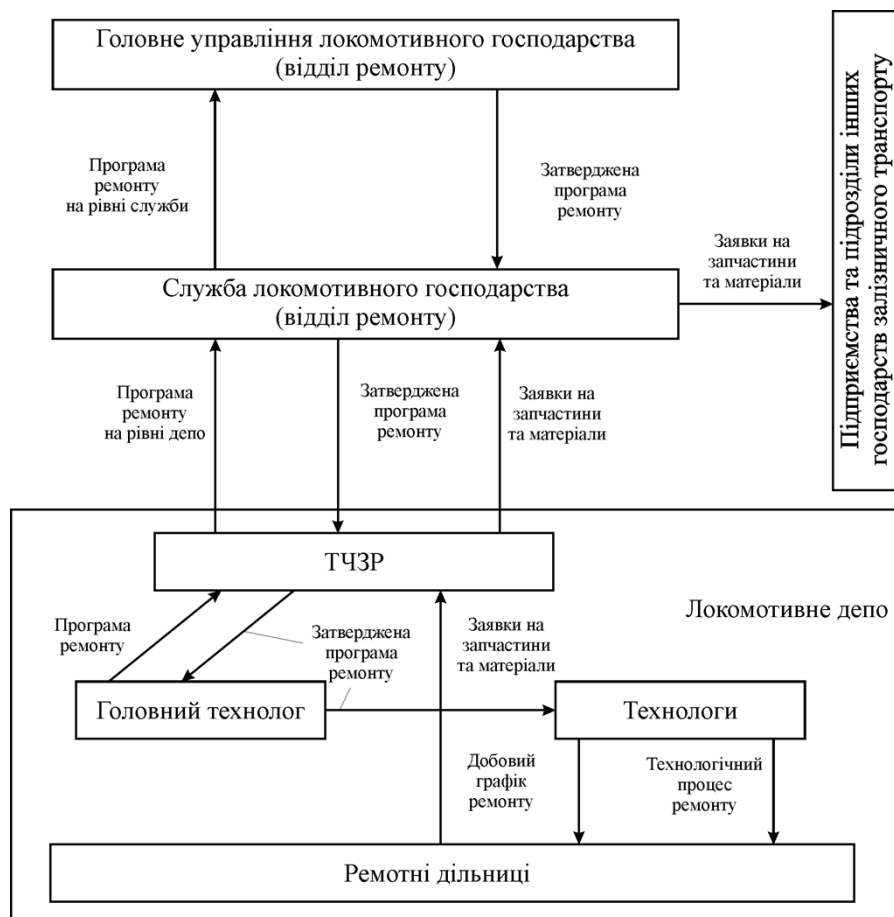 Головне управління локомотивного господарства
(відділ ремонту)
Підприємства та підрозділи інших
господарств залізничного транспорту
Програма
ремонту
на рівні служби
Затверджена
програма
ремонту
Заявки на
запчастини
та матеріали
Служба локомотивного господарства
(відділ ремонту)
Програма
ремонту
на рівні депо
Затверджена
програма
ремонту
Заявки на
запчастини
та матеріали
ТЧЗР
Локомотивне депо
Програма
ремонту
Затверджена
програма
ремонту
Заявки на
запчастини
та матеріали
Головний технолог
Технологи
Добовий
графік
ремонту
Технологічний
процес
ремонту
Ремотні дільниці